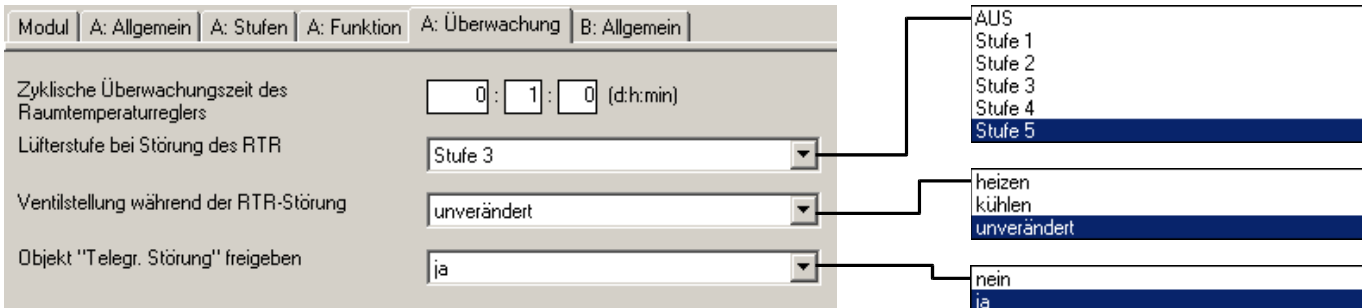 Modul A: Allgemein A: Stufen A: Funktion A: Überwachung B: Allgemein
Zyklische Überwachungszeit des
Raumtemperaturreglers
0 : 1 : 0 (d:h:min)
Lüfterstufe bei Störung des RTR
Stufe 3
Ventilstellung während der RTR-Störung
unverändert
Objekt "Telegr. Störung" freigeben
ja
AUS
Stufe 1
Stufe 2
Stufe 3
Stufe 4
Stufe 5
heizen
kühlen
unverändert
nein
ja